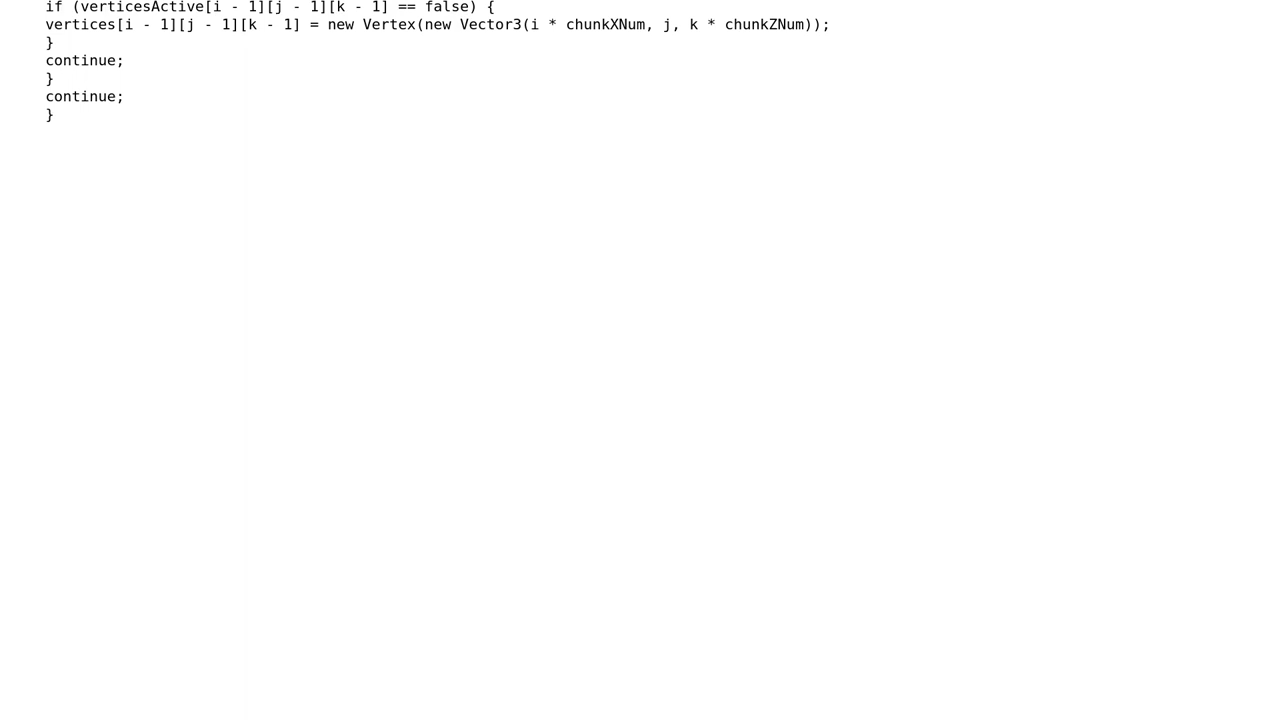 if (verticesActive[i - 1][j - 1][k - 1] == false) {
vertices[i - 1][j - 1][k - 1] = new Vertex(new Vector3(i * chunkXNum, j, k * chunkZNum));
}
continue;
}
continue;
}